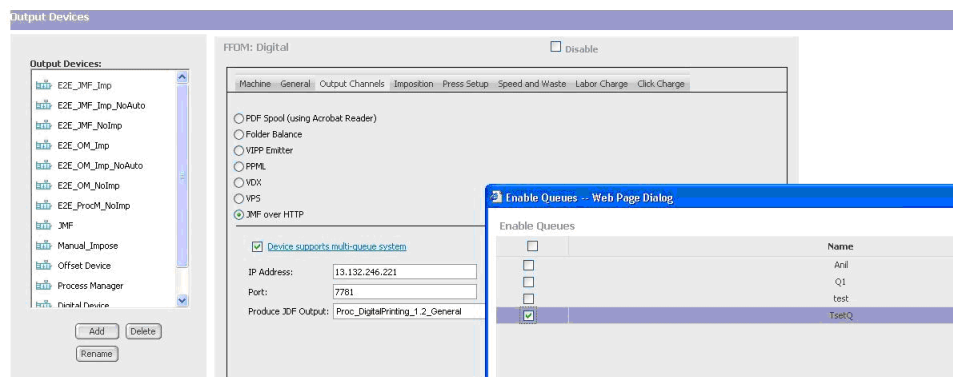 Output Devices
Output Devices:
E2E_JMF_Imp
E2E_JMF_Imp_NoAuto
E2E_JMF_NoImp
E2E_OM_Imp
E2E_OM_Imp_NoAuto
E2E_OM_NoImp
E2E_ProcM_NoImp
JMF
Manual_Impose
Offset Device
Process Manager
Digital Device
Add Delete
Rename
FFOM: Digital Disable
Machine General Output Channels Imposition Press Setup Speed and Waste Labor Charge Click Charge
PDF Spool (using Acrobat Reader)
Folder Balance
VIPP Emitter
PPML
VDX
VPS
JMF over HTTP
Device supports multi-queue system
IP Address: 13.132.246.221
Port: 7781
Produce JDF Output: Proc_DigitalPrinting_1.2_General
Enable Queues -- Web Page Dialog
Enable Queues
Name
Anil
Q1
test
TsetQ